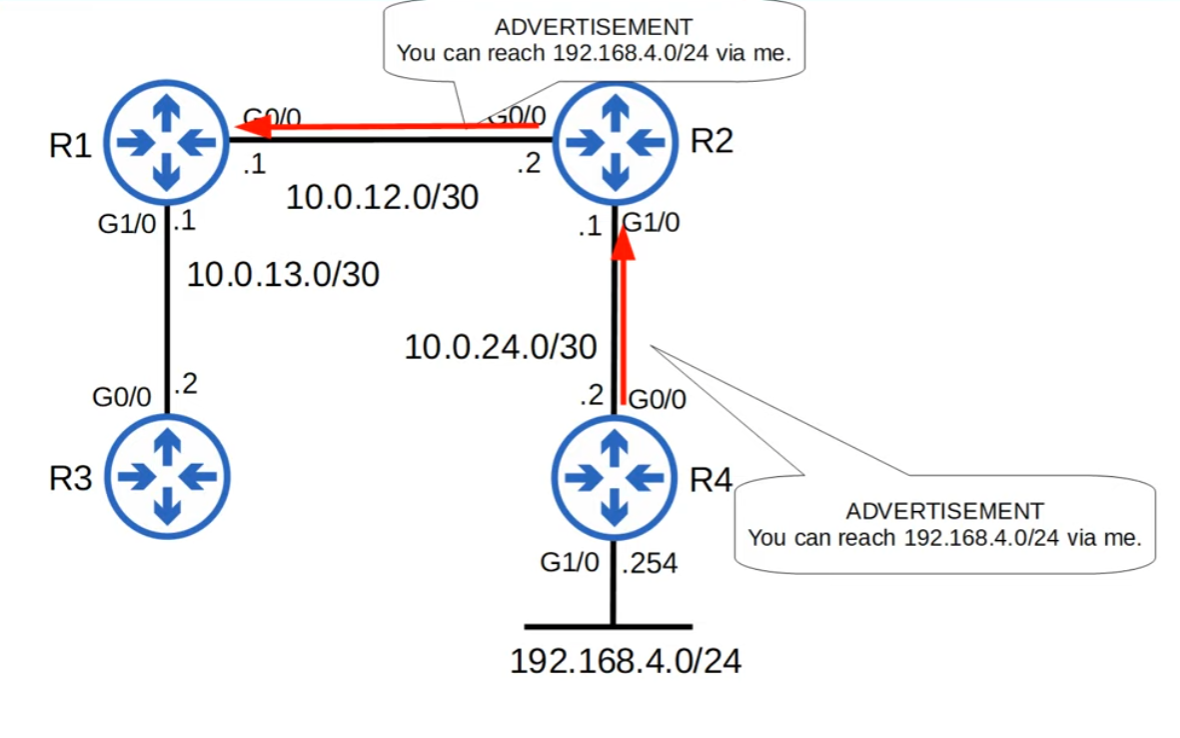 ADVERTISEMENT
You can reach 192.168.4.0/24 via me.
G0/0
G0/0
R1
R2
.1
.2
10.0.12.0/30
G1/0
.1
.1
G1/0
10.0.13.0/30
10.0.24.0/30
.2
G0/0
.2
G0/0
R3
R4
ADVERTISEMENT
You can reach 192.168.4.0/24 via me.
G1/0
.254
192.168.4.0/24